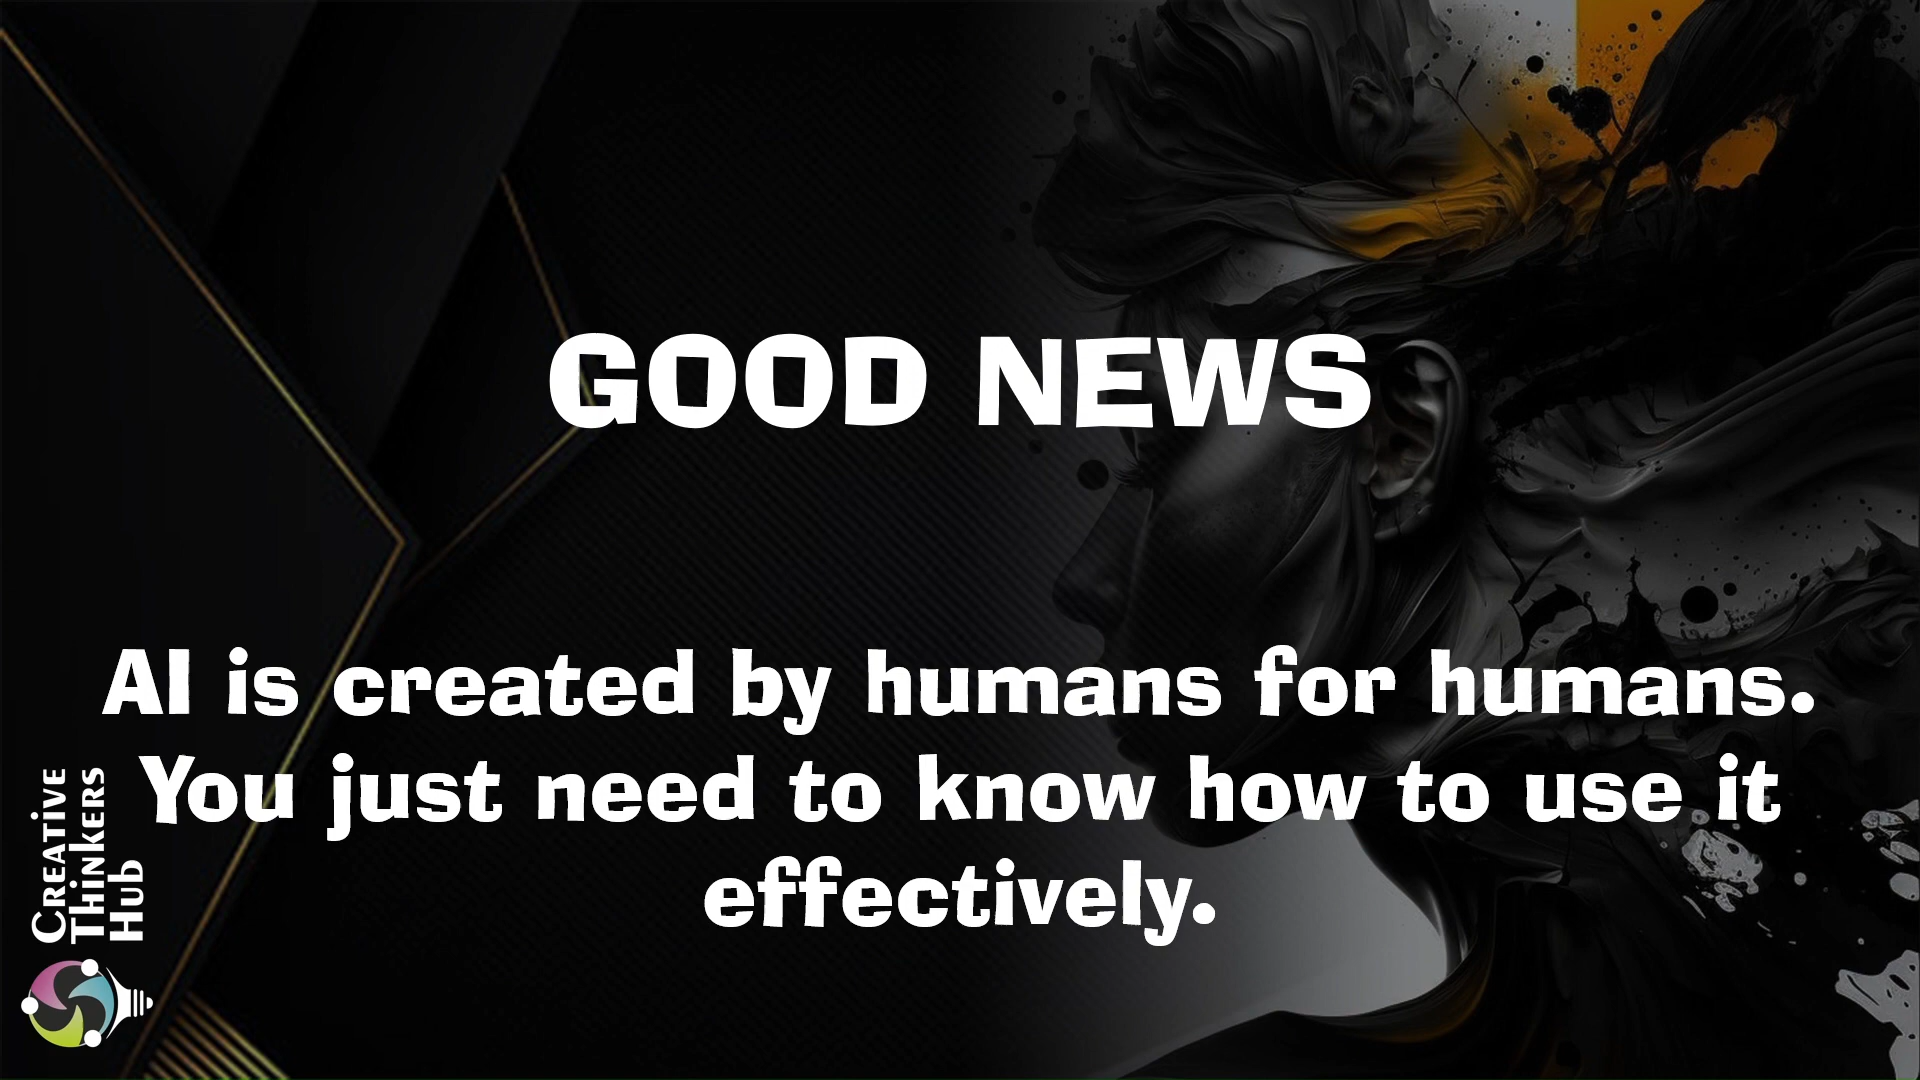 GOOD NEWS
AI is created by humans for humans.
You just need to know how to use it
effectively.
CREATIVE
THINKERS
HUB